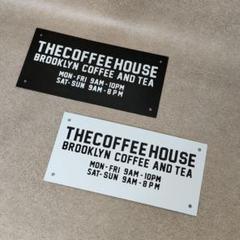 THECOFFEEHOUSE
BROOKLYN COFFEE AND TEA
MON-FRI 9AM-10PM
SAT-SUN 9AM-8PM
THECOFFEEHOUSE
BROOKLYN COFFEE AND TEA
MON-FRI 9AM-10PM
SAT-SUN 9AM-8PM